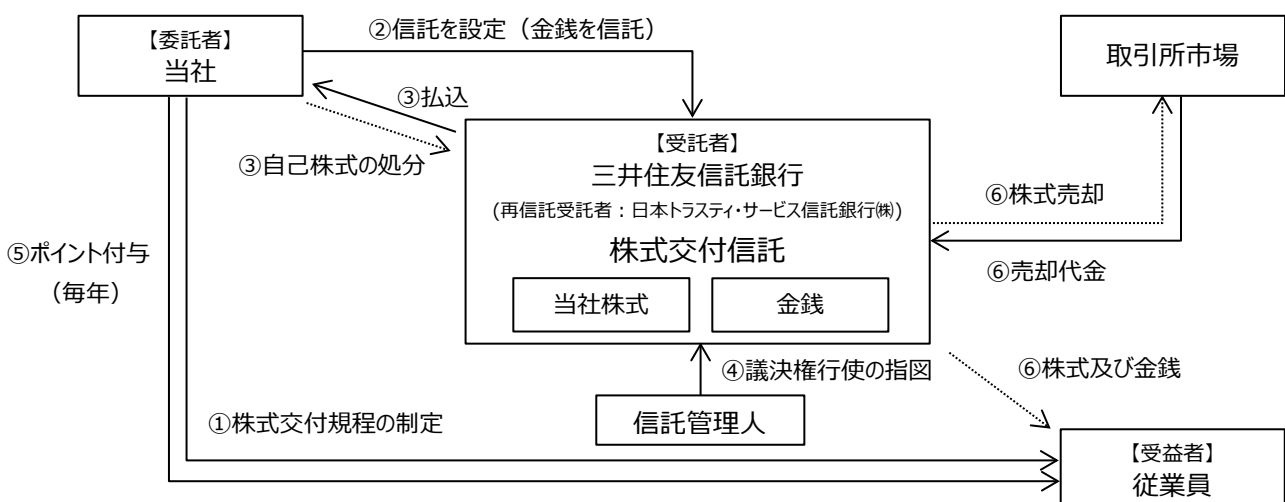 【委託者】
当社
②信託を設定（金銭を信託）
取引所市場
③払込
③自己株式の処分
【受託者】
三井住友信託銀行
(再信託受託者：日本トラスティ・サービス信託銀行㈱)
株式交付信託
当社株式
金銭
⑥株式売却
⑥売却代金
⑤ポイント付与
（毎年）
④議決権行使の指図
⑥株式及び金銭
信託管理人
①株式交付規程の制定
【受益者】
従業員